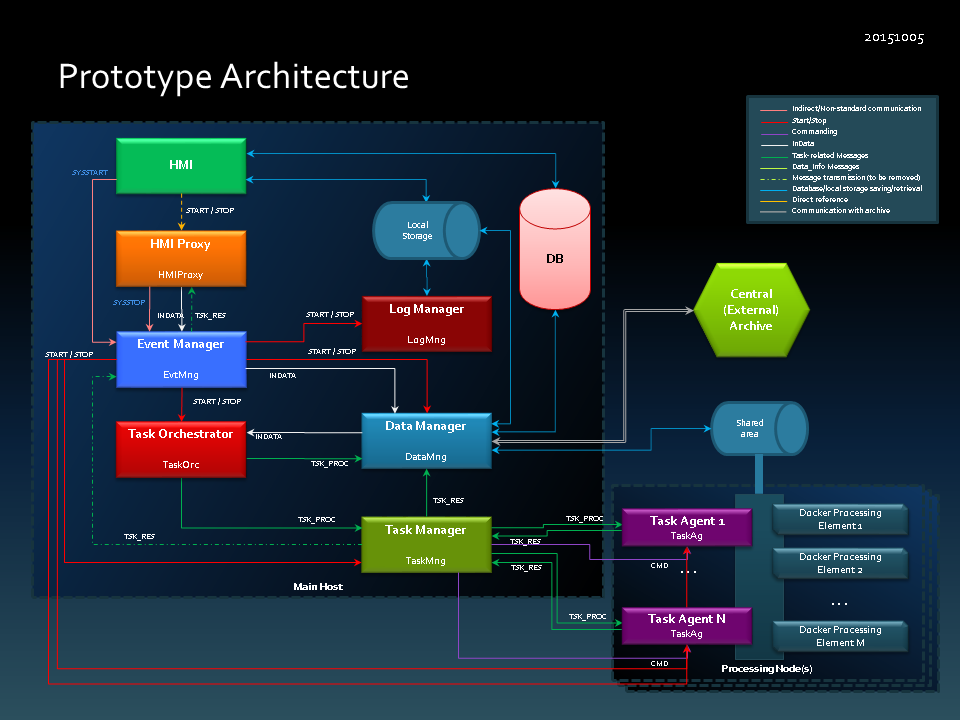 20151005
Prototype Architecture
Indirect/Non-standard communication
Start/Stop
Commanding
InData
Task-related Messages
Data_Info Messages
Message transmission (to be removed)
Database/local storage saving/retrieval
Direct reference
Communication with archive
HMI
SYSSTART
START / STOP
HMI Proxy
HMIProxy
SYSSTOP
INDATA
TSK_RES
Local
Storage
DB
Central
(External)
Archive
Log Manager
LogMng
START / STOP
Event Manager
EvtMng
START / STOP
START / STOP
INDATA
START / STOP
Task Orchestrator
TaskOrc
INDATA
Data Manager
DataMng
TSK_PROC
Shared
area
TSK_RES
TSK_PROC
Task Manager
TaskMng
TSK_RES
Main Host
TSK_PROC
TSK_RES
TSK_RES
TSK_PROC
Task Agent 1
TaskAg
CMD
...
Task Agent N
TaskAg
CMD
Docker Processing
Element 1
Docker Processing
Element 2
...
Docker Processing
Element M
Processing Node(s)